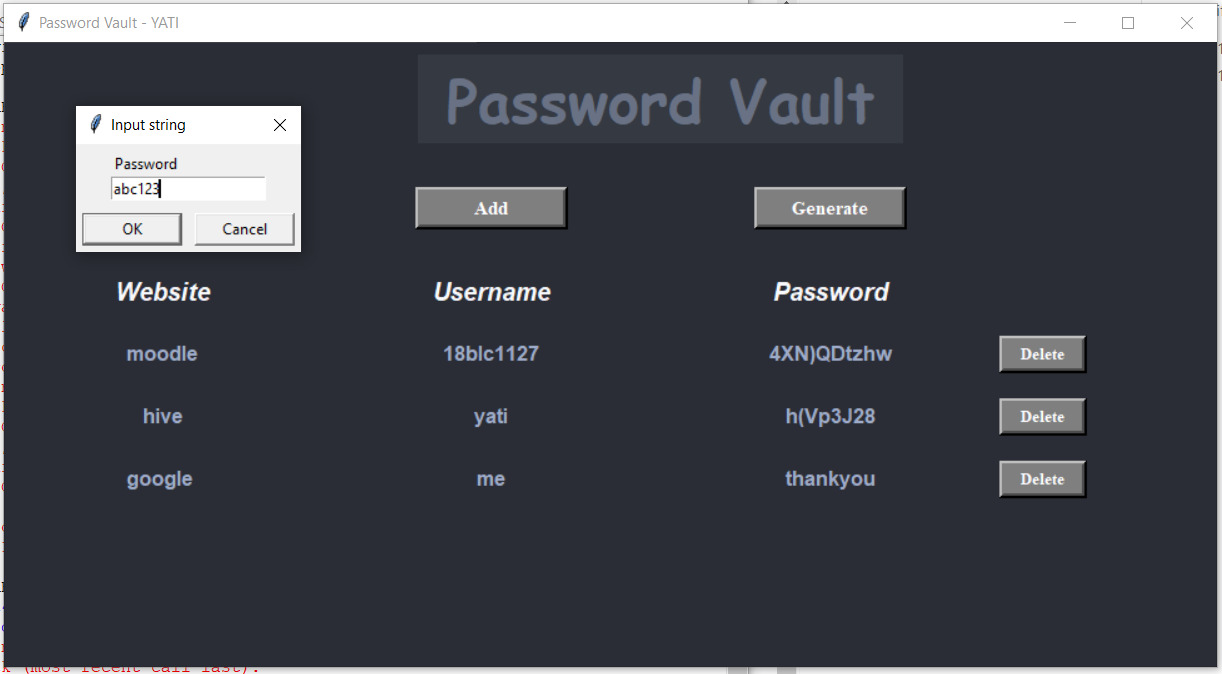 Password Vault - YATI
Password Vault
Input string
Password
abc123
OK Cancel
Add Generate
Website Username Password
moodle 18blc1127 4XN)QDtzhw Delete
hive yati h(Vp3J28 Delete
google me thankyou Delete
k (most recent call last):